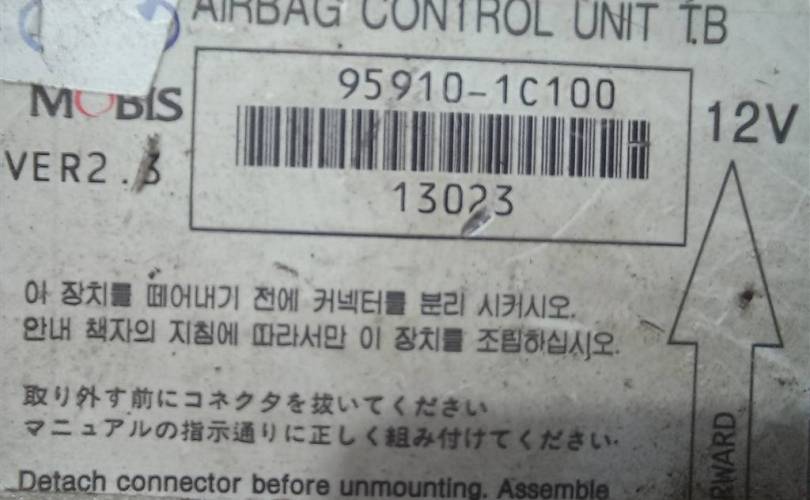 AIRBAG CONTROL UNIT T.B
MOBIS
95910-1C100
12V
VER2.3
13023
이 장치를 떼어내기 전에 커넥터를 분리 시키시오.
안내 책자의 지침에 따라서만 이 장치를 조립하십시오.
取り外す前にコネクタを抜いてください
マニュアルの指示通りに正しく組み付けてください.
Detach connector before unmounting. Assemble